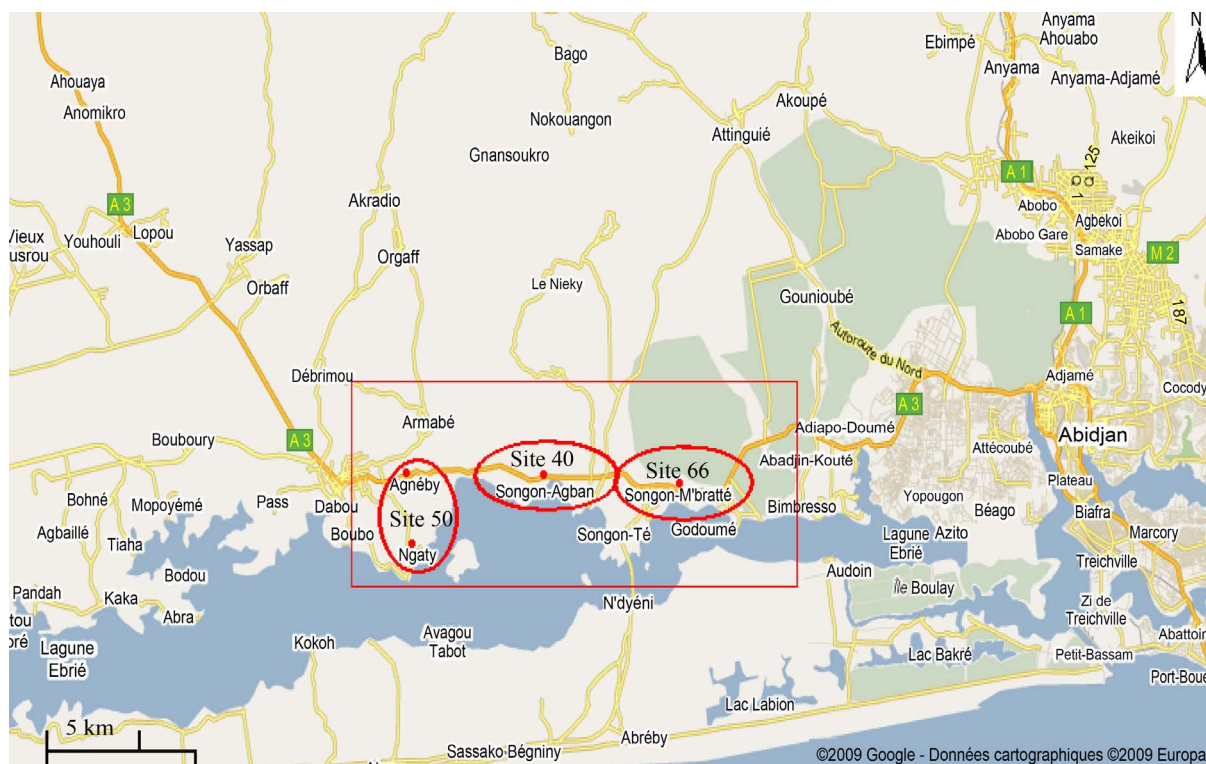 N
Anyama
Ahouabo
Ebimpé
Bago
Anyama
Anyama-Adjamé
Ahouaya
Anomikro
Akoupé
Nokouangon
Attinguié
Akeikoi
Gnansoukro
125
A 1
A 3
Akradio
Abobo
Agbekoi
Vieux
usrou
Youhouli
Lopou
Yassap
Abobo Gare
Samake
M 2
Orgaff
Orbaff
Le Nieky
Gounioubé
187
A 1
Autoroute du Nord
Débrimou
Adjamé
Cocody
Armabé
A 3
Bouboury
A 3
Adiapo-Doumé
Attécoubé
Abidjan
Site 40
Site 66
Abadjin-Kouté
Agnéby
Songon-Agban
Songon-M'bratté
Plateau
Bohné
Mopoyémé
Pass
Dabou
Yopougon
Bimbresso
Béago
Biafra
Site 50
Agbaillé
Tiaha
Boubo
Songon-Té
Godoumé
Lagune
Ebrié
Azito
Marcory
Ngaty
Treichville
Bodou
Audoin
Île Boulay
Pandah
Kaka
Abra
N'dyéni
Zi de
Treichville
tou
oré
Kokoh
Avagou
Tabot
Abattoir
Lagune
Ebrié
Lac Bakré
Petit-Bassam
Port-Boue
Lac Labion
5 km
Abréby
Sassako Bégniny
©2009 Google - Données cartographiques ©2009 Europa